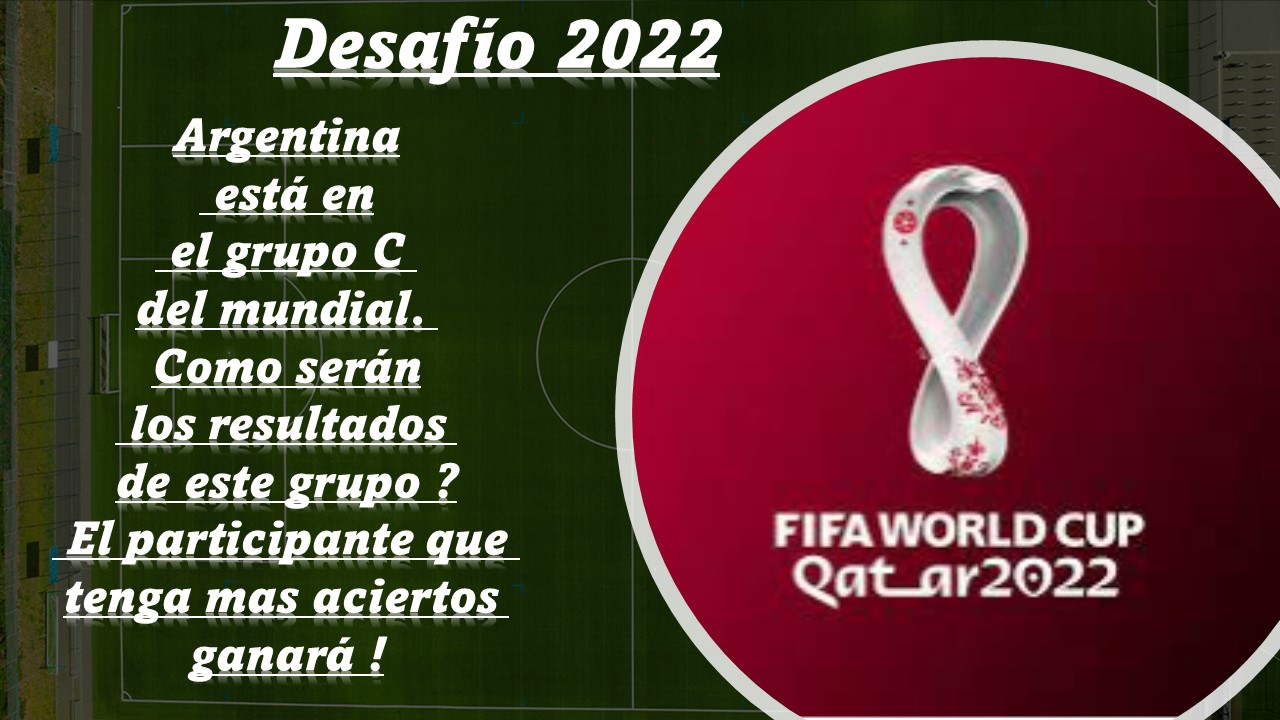 Desafío 2022
Argentina
está en
el grupo C
del mundial.
Como serán
los resultados
de este grupo ?
El participante que
tenga mas aciertos
ganará !
FIFA WORLD CUP
Qatar2022